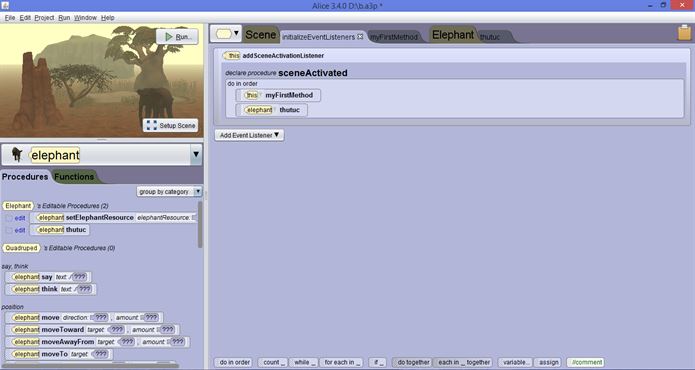 Alice 3.4.0 D:\b.a3p *
File Edit Project Run Window Help
Run...
Setup Scene
elephant
Procedures Functions
group by category
Elephant 's Editable Procedures (2)
edit elephant setElephantResource elephantResource:
edit elephant thutuc
Quadruped 's Editable Procedures (0)
say, think
elephant say text: ???
elephant think text: ???
position
elephant move direction: ??? , amount: ???
elephant moveToward target: ??? , amount: ???
elephant moveAwayFrom target: ??? , amount: ???
elephant moveTo target: ???
Scene initializeEventListeners myFirstMethod Elephant thutuc
this addSceneActivationListener
declare procedure sceneActivated
do in order
this myFirstMethod
elephant thutuc
Add Event Listener
do in order count _ while _ for each in _ if _ do together each in _ together variable... assign //comment